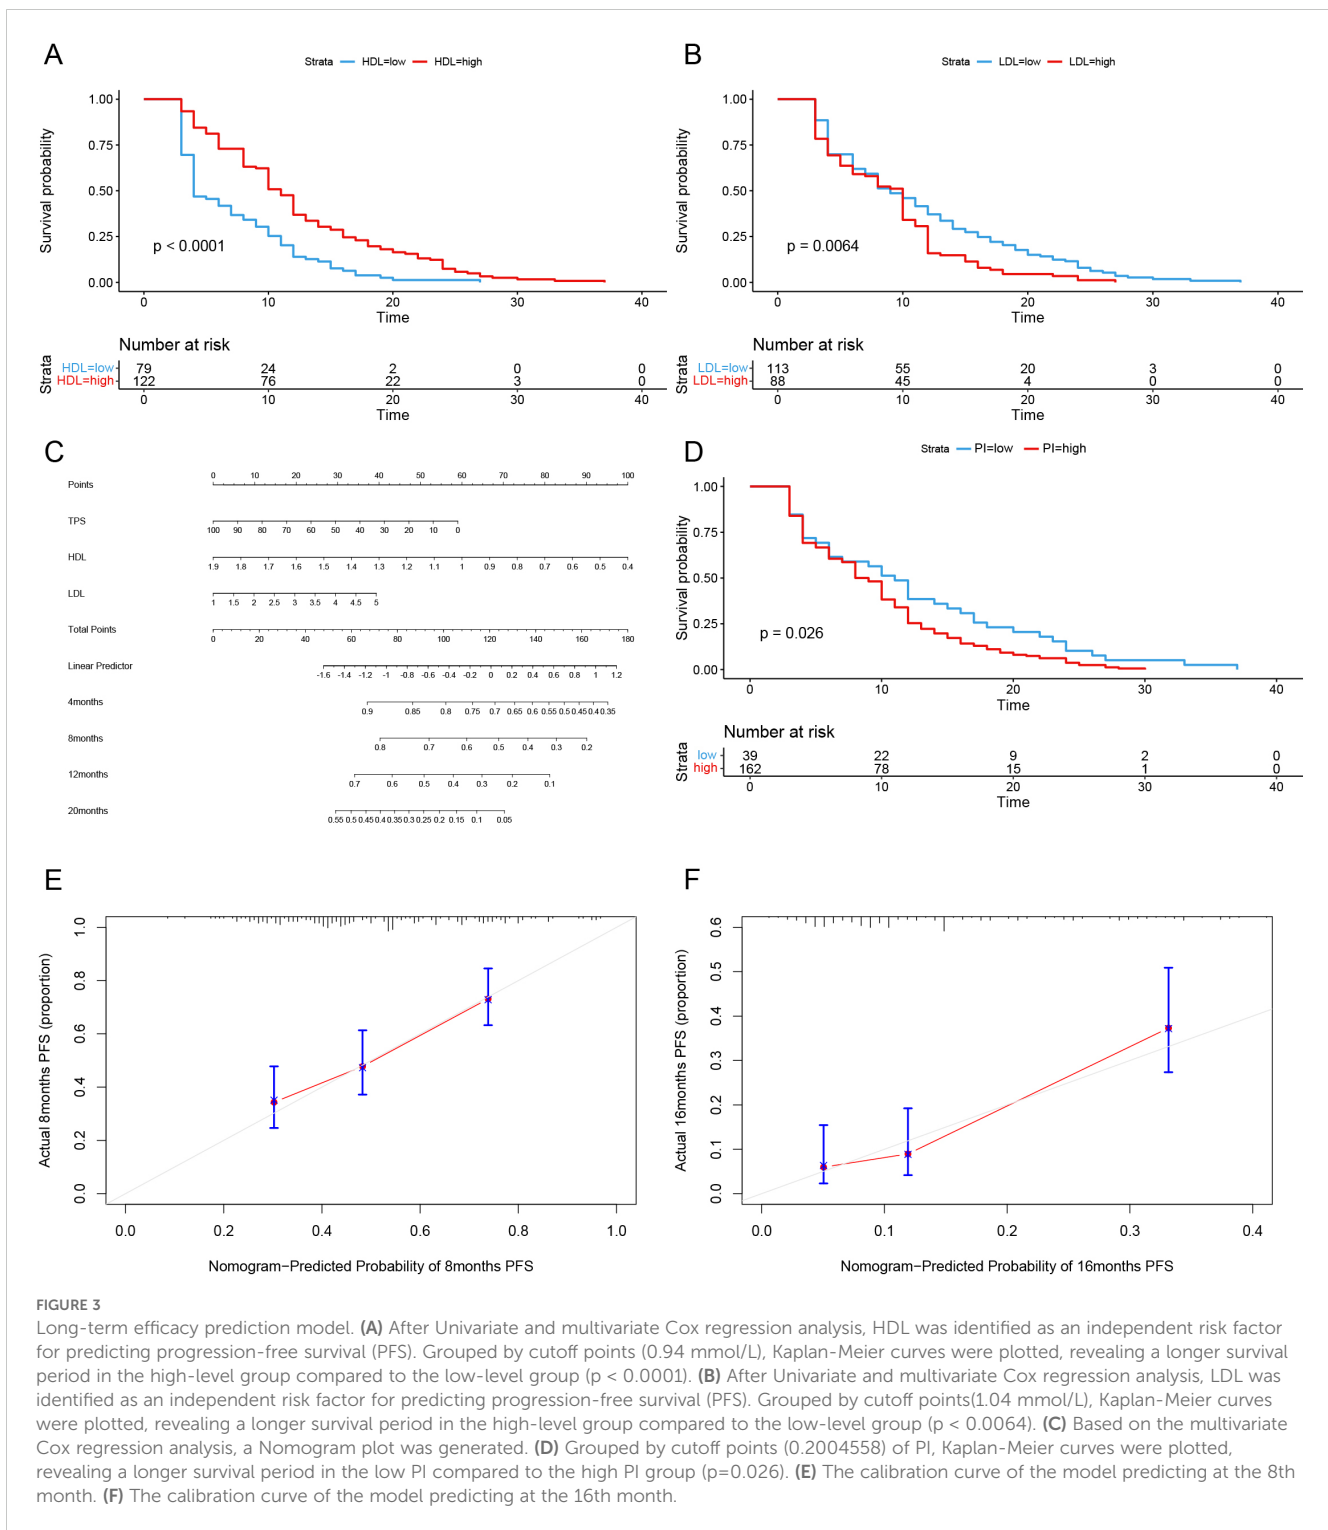 A
Strata HDL=low HDL=high
Survival probability
1.00
0.75
0.50
0.25
0.00
p < 0.0001
0 10 20 30 40
Time
Number at risk
Strata
HDL=low 79 24 2 0 0
HDL=high 122 76 22 3 0
0 10 20 30 40
Time
B
Strata LDL=low LDL=high
Survival probability
1.00
0.75
0.50
0.25
0.00
p = 0.0064
0 10 20 30 40
Time
Number at risk
Strata
LDL=low 113 55 20 3 0
LDL=high 88 45 4 0 0
0 10 20 30 40
Time
C
Points 0 10 20 30 40 50 60 70 80 90 100
TPS 100 90 80 70 60 50 40 30 20 10 0
HDL 1.9 1.8 1.7 1.6 1.5 1.4 1.3 1.2 1.1 1 0.9 0.8 0.7 0.6 0.5 0.4
LDL 1 1.5 2 2.5 3 3.5 4 4.5 5
Total Points 0 20 40 60 80 100 120 140 160 180
Linear Predictor -1.6 -1.4 -1.2 -1 -0.8 -0.6 -0.4 -0.2 0 0.2 0.4 0.6 0.8 1 1.2
4months 0.9 0.85 0.8 0.75 0.7 0.65 0.6 0.55 0.5 0.45 0.4 0.35
8months 0.8 0.7 0.6 0.5 0.4 0.3 0.2
12months 0.7 0.6 0.5 0.4 0.3 0.2 0.1
20months 0.55 0.5 0.45 0.4 0.35 0.3 0.25 0.2 0.15 0.1 0.05
D
Strata PI=low PI=high
Survival probability
1.00
0.75
0.50
0.25
0.00
p = 0.026
0 10 20 30 40
Time
Number at risk
Strata
low 39 22 9 2 0
high 162 78 15 1 0
0 10 20 30 40
Time
E
Actual 8months PFS (proportion)
1.0
0.8
0.6
0.4
0.2
0.0
0.0 0.2 0.4 0.6 0.8 1.0
Nomogram−Predicted Probability of 8months PFS
F
Actual 16months PFS (proportion)
0.6
0.5
0.4
0.3
0.2
0.1
0.0
0.0 0.1 0.2 0.3 0.4
Nomogram−Predicted Probability of 16months PFS
FIGURE 3
Long-term efficacy prediction model. (A) After Univariate and multivariate Cox regression analysis, HDL was identified as an independent risk factor
for predicting progression-free survival (PFS). Grouped by cutoff points (0.94 mmol/L), Kaplan-Meier curves were plotted, revealing a longer survival
period in the high-level group compared to the low-level group (p < 0.0001). (B) After Univariate and multivariate Cox regression analysis, LDL was
identified as an independent risk factor for predicting progression-free survival (PFS). Grouped by cutoff points(1.04 mmol/L), Kaplan-Meier curves
were plotted, revealing a longer survival period in the high-level group compared to the low-level group (p < 0.0064). (C) Based on the multivariate
Cox regression analysis, a Nomogram plot was generated. (D) Grouped by cutoff points (0.2004558) of PI, Kaplan-Meier curves were plotted,
revealing a longer survival period in the low PI compared to the high PI group (p=0.026). (E) The calibration curve of the model predicting at the 8th
month. (F) The calibration curve of the model predicting at the 16th month.